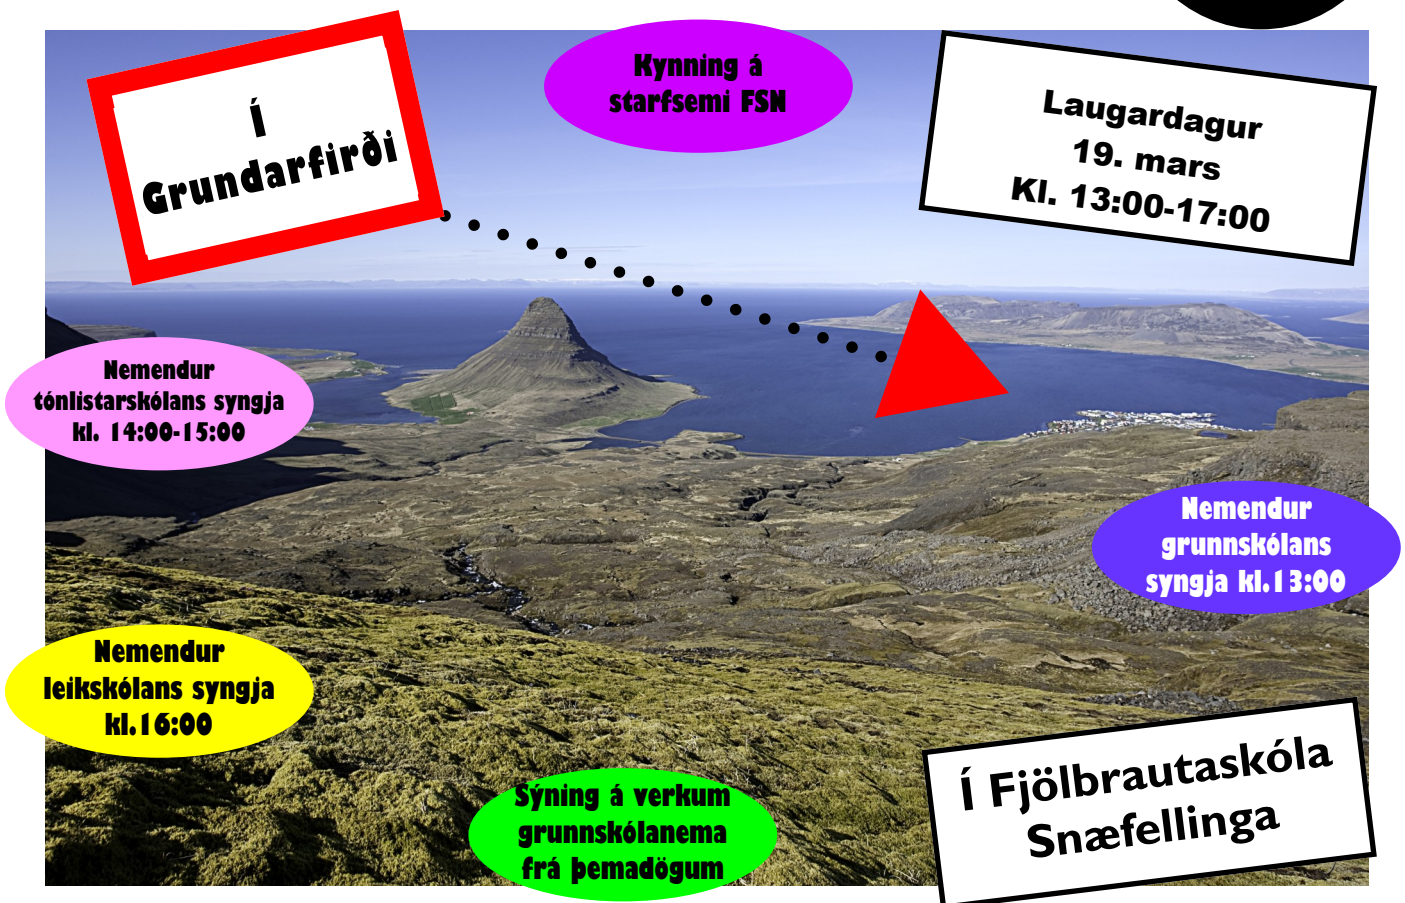 Í
Grundarfirði
Kynning á
starfsemi FSN
Laugardagur
19. mars
Kl. 13:00-17:00
Nemendur
tónlistarskólans syngja
kl. 14:00-15:00
Nemendur
grunnskólans
syngja kl.13:00
Nemendur
leikskólans syngja
kl.16:00
Sýning á verkum
grunnskólanema
frá þemadögum
Í Fjölbrautaskóla
Snæfellinga